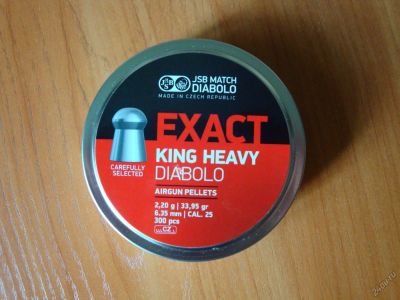 JSB MATCH
DIABOLO
MADE IN CZECH REPUBLIC
EXACT
KING HEAVY
DIABOLO
CAREFULLY
SELECTED
AIRGUN PELLETS
2,20 g | 33,95 gr
6.35 mm | CAL. 25
300 pcs
CZ